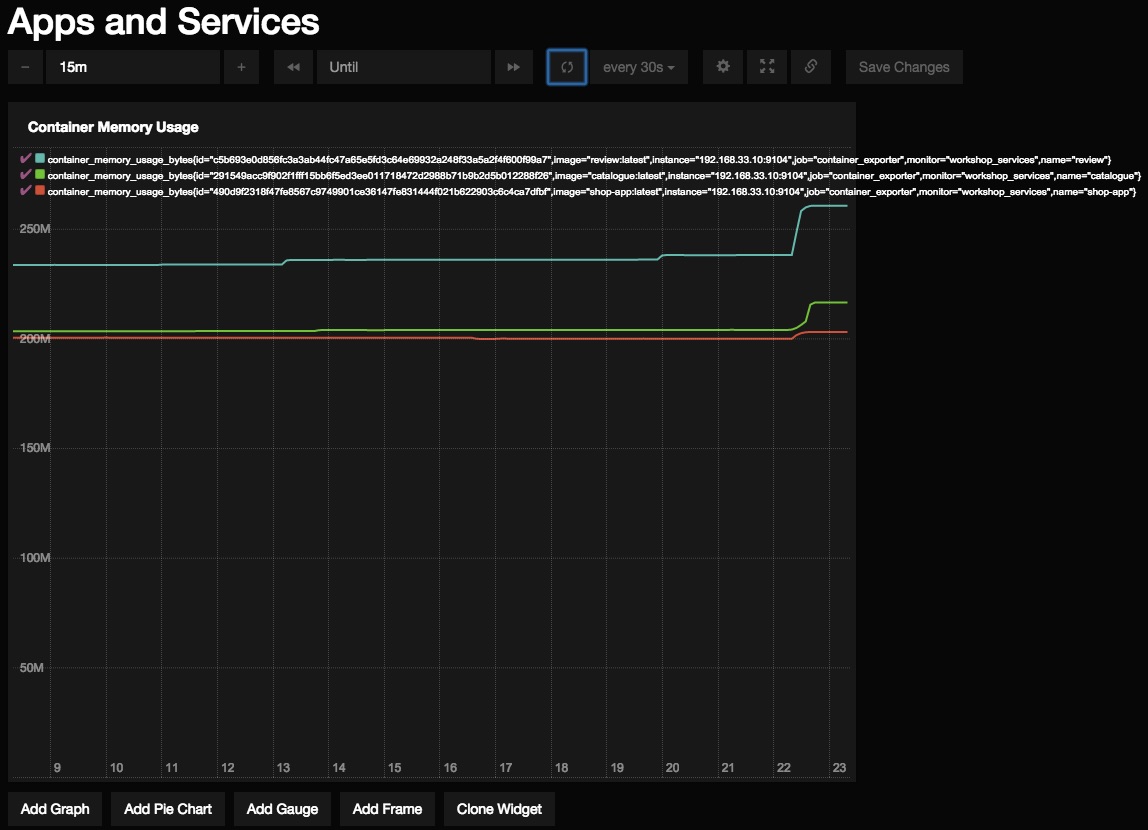 Apps and Services
− 15m + Until every 30s Save Changes
Container Memory Usage
container_memory_usage_bytes{id="c5b693e0d856fc3a3ab44fc47a65e5fd3c64e69932a248f33a5a2f4f600f99a7",image="review:latest",instance="192.168.33.10:9104",job="container_exporter",monitor="workshop_services",name="review"}
container_memory_usage_bytes{id="291549acc9f902f1ffff15bb6f5ed3ee011718472d2988b71b9b2d5b012288f26",image="catalogue:latest",instance="192.168.33.10:9104",job="container_exporter",monitor="workshop_services",name="catalogue"}
container_memory_usage_bytes{id="490d9f2318f47fe8567c9749901ce36147fe831444f021b622903c6c4ca7dfbf",image="shop-app:latest",instance="192.168.33.10:9104",job="container_exporter",monitor="workshop_services",name="shop-app"}
250M
200M
150M
100M
50M
9 10 11 12 13 14 15 16 17 18 19 20 21 22 23
Add Graph Add Pie Chart Add Gauge Add Frame Clone Widget